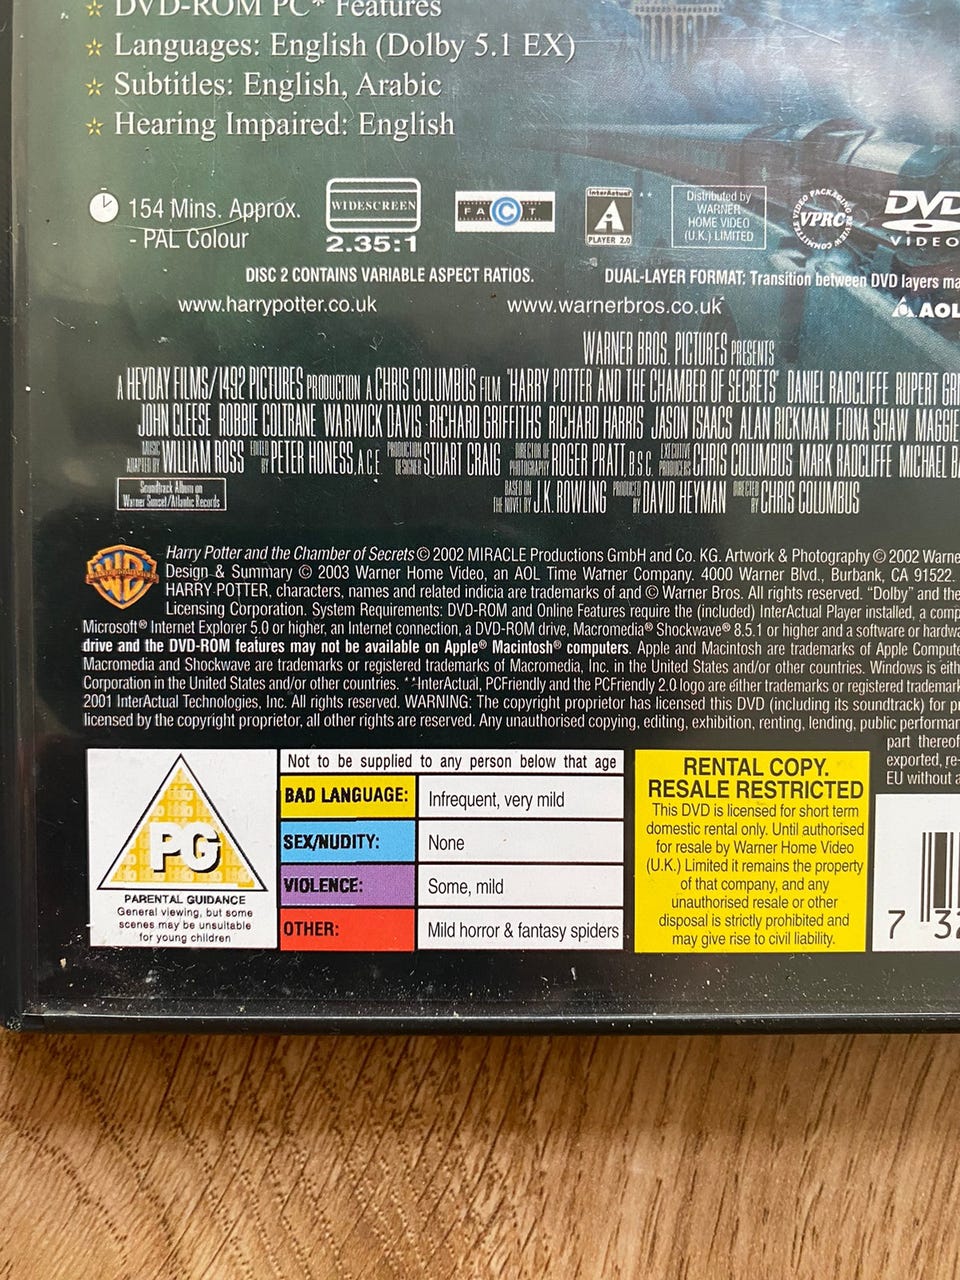 DVD-ROM PC* Features
Languages: English (Dolby 5.1 EX)
Subtitles: English, Arabic
Hearing Impaired: English
154 Mins. Approx.
- PAL Colour
WIDESCREEN
2.35:1
FACT
InterActual
PLAYER 2.0
**
Distributed by
WARNER
HOME VIDEO
(U.K.) LIMITED
VIDEO PACKAGING REVIEW COMMITTEE
VPRC
DVD
VIDEO
DISC 2 CONTAINS VARIABLE ASPECT RATIOS.
DUAL-LAYER FORMAT: Transition between DVD layers ma
www.harrypotter.co.uk
www.warnerbros.co.uk
AOL
WARNER BROS. PICTURES PRESENTS
A HEYDAY FILMS/1492 PICTURES PRODUCTION A CHRIS COLUMBUS FILM "HARRY POTTER AND THE CHAMBER OF SECRETS" DANIEL RADCLIFFE RUPERT GRI
JOHN CLEESE ROBBIE COLTRANE WARWICK DAVIS RICHARD GRIFFITHS RICHARD HARRIS JASON ISAACS ALAN RICKMAN FIONA SHAW MAGGIE
MUSIC ADAPTED BY WILLIAM ROSS EDITED BY PETER HONESS, A.C.E. PRODUCTION DESIGNER STUART CRAIG DIRECTOR OF PHOTOGRAPHY ROGER PRATT, B.S.C. EXECUTIVE PRODUCERS CHRIS COLUMBUS MARK RADCLIFFE MICHAEL BA
Soundtrack Album on
Warner Sunset/Atlantic Records
BASED ON THE NOVEL BY J.K. ROWLING PRODUCED BY DAVID HEYMAN DIRECTED BY CHRIS COLUMBUS
WB
Harry Potter and the Chamber of Secrets © 2002 MIRACLE Productions GmbH and Co. KG. Artwork & Photography © 2002 Warne
Design & Summary © 2003 Warner Home Video, an AOL Time Warner Company. 4000 Warner Blvd., Burbank, CA 91522.
HARRY POTTER, characters, names and related indicia are trademarks of and © Warner Bros. All rights reserved. "Dolby" and the
Licensing Corporation. System Requirements: DVD-ROM and Online Features require the (included) InterActual Player installed, a comp
Microsoft® Internet Explorer 5.0 or higher, an Internet connection, a DVD-ROM drive, Macromedia® Shockwave® 8.5.1 or higher and a software or hardwa
drive and the DVD-ROM features may not be available on Apple® Macintosh® computers. Apple and Macintosh are trademarks of Apple Compute
Macromedia and Shockwave are trademarks or registered trademarks of Macromedia, Inc. in the United States and/or other countries. Windows is eith
Corporation in the United States and/or other countries. **InterActual, PCFriendly and the PCFriendly 2.0 logo are either trademarks or registered trademark
2001 InterActual Technologies, Inc. All rights reserved. WARNING: The copyright proprietor has licensed this DVD (including its soundtrack) for pr
licensed by the copyright proprietor, all other rights are reserved. Any unauthorised copying, editing, exhibition, renting, lending, public performan
part thereof
exported, re-
EU without a
PG
PARENTAL GUIDANCE
General viewing, but some
scenes may be unsuitable
for young children
Not to be supplied to any person below that age
BAD LANGUAGE: Infrequent, very mild
SEX/NUDITY: None
VIOLENCE: Some, mild
OTHER: Mild horror & fantasy spiders
RENTAL COPY.
RESALE RESTRICTED
This DVD is licensed for short term
domestic rental only. Until authorised
for resale by Warner Home Video
(U.K.) Limited it remains the property
of that company, and any
unauthorised resale or other
disposal is strictly prohibited and
may give rise to civil liability.
7 32